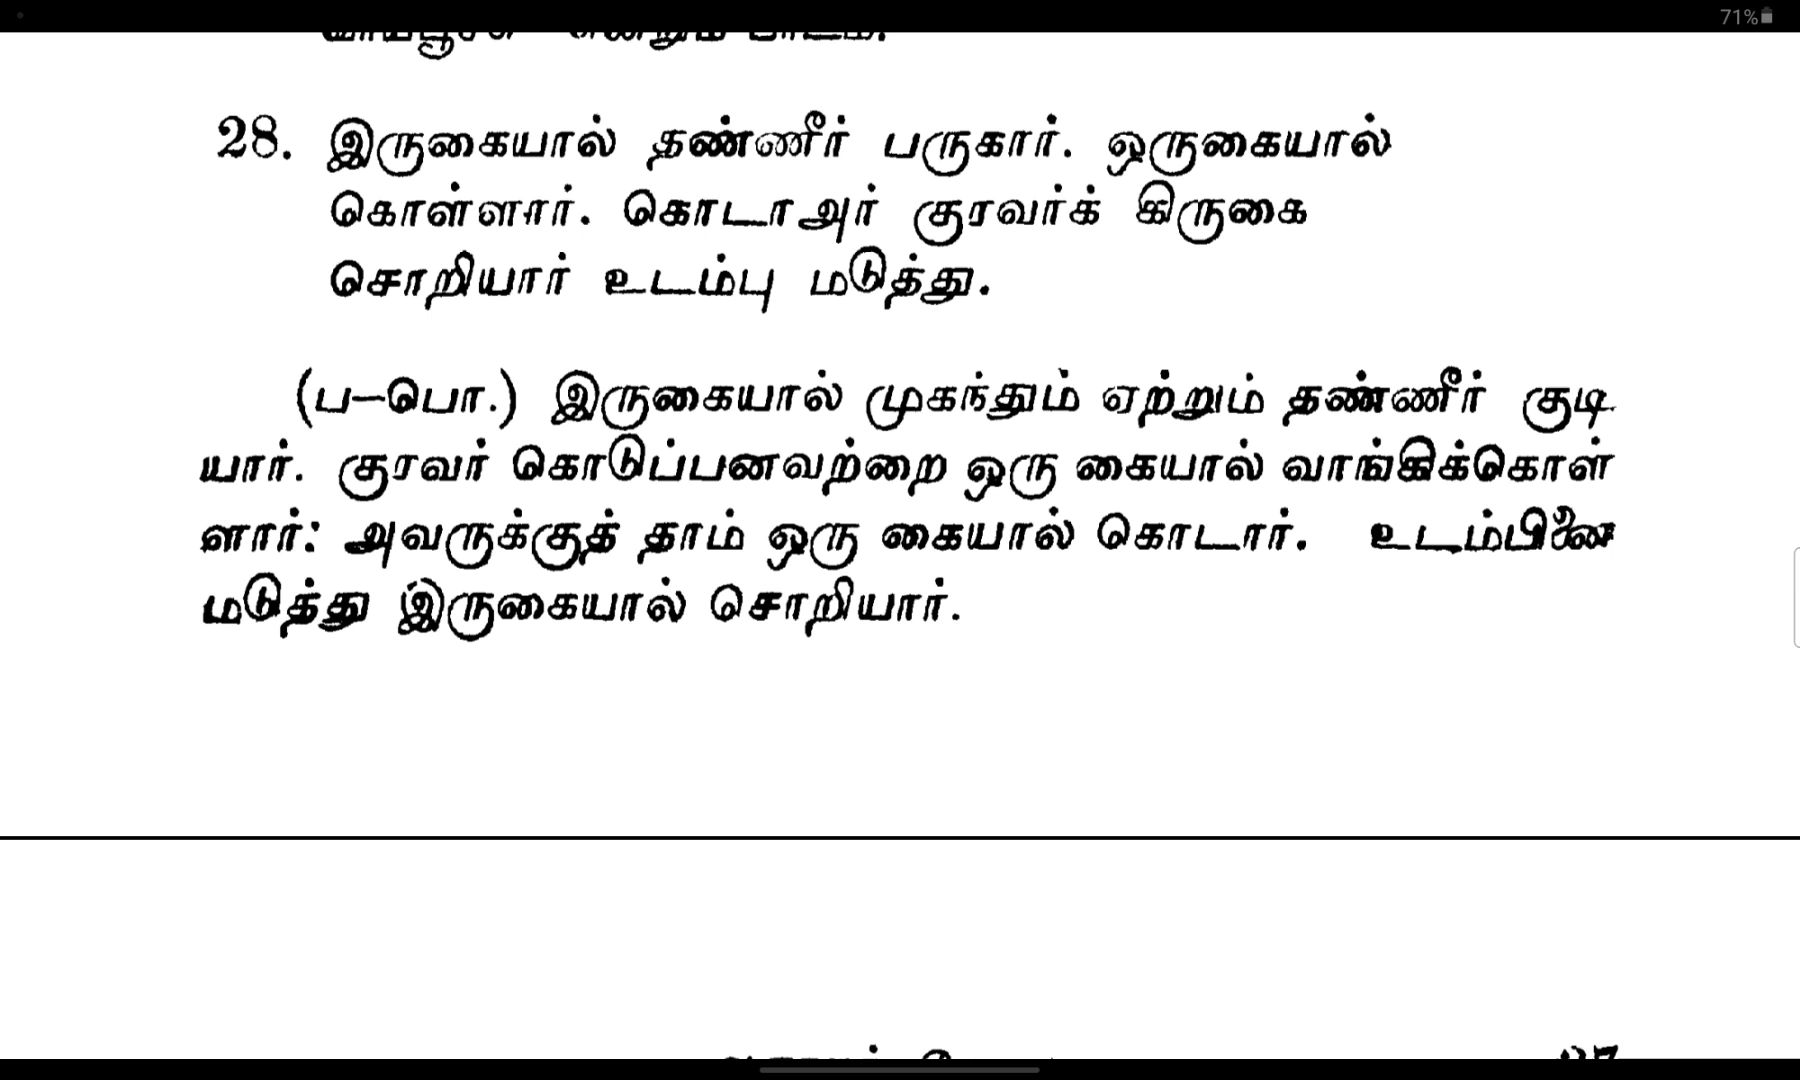 71%
28. இருகையால் தண்ணீர் பருகார். ஒருகையால்
கொள்ளார். கொடாஅர் குரவர்க் கிருகை
சொறியார் உடம்பு மடுத்து.
(ப—பொ.) இருகையால் முகந்தும் ஏற்றும் தண்ணீர் குடி
யார். குரவர் கொடுப்பனவற்றை ஒரு கையால் வாங்கிக்கொள்
ளார்: அவருக்குத் தாம் ஒரு கையால் கொடார். உடம்பினை
மடுத்து இருகையால் சொறியார்.